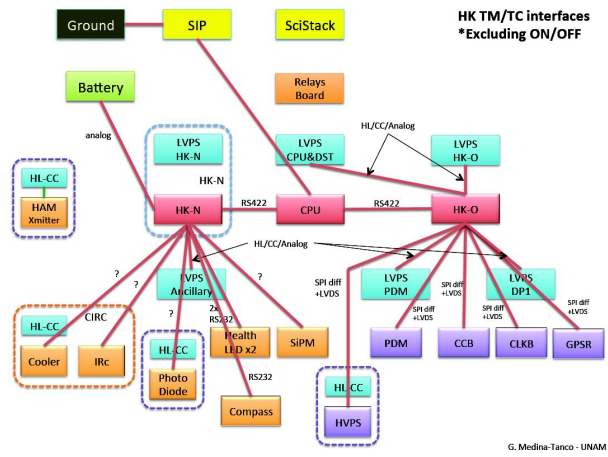 Ground
SIP
SciStack
HK TM/TC interfaces
*Excluding ON/OFF
Battery
Relays
Board
analog
LVPS
HK-N
HK-N
LVPS
CPU&DST
HL/CC/Analog
LVPS
HK-O
HL-CC
HAM
Xmitter
HK-N
RS422
CPU
RS422
HK-O
HL/CC/Analog
?
?
?
?
LVPS
Ancillary
2x
RS232
SPI diff
+LVDS
LVPS
PDM
SPI diff
+LVDS
SPI diff
+LVDS
SPI diff
+LVDS
LVPS
DP1
SPI diff
+LVDS
CIRC
HL-CC
Cooler
IRc
HL-CC
Photo
Diode
Health
LED x2
SiPM
RS232
Compass
HL-CC
HVPS
PDM
CCB
CLKB
GPSR
G. Medina-Tanco - UNAM